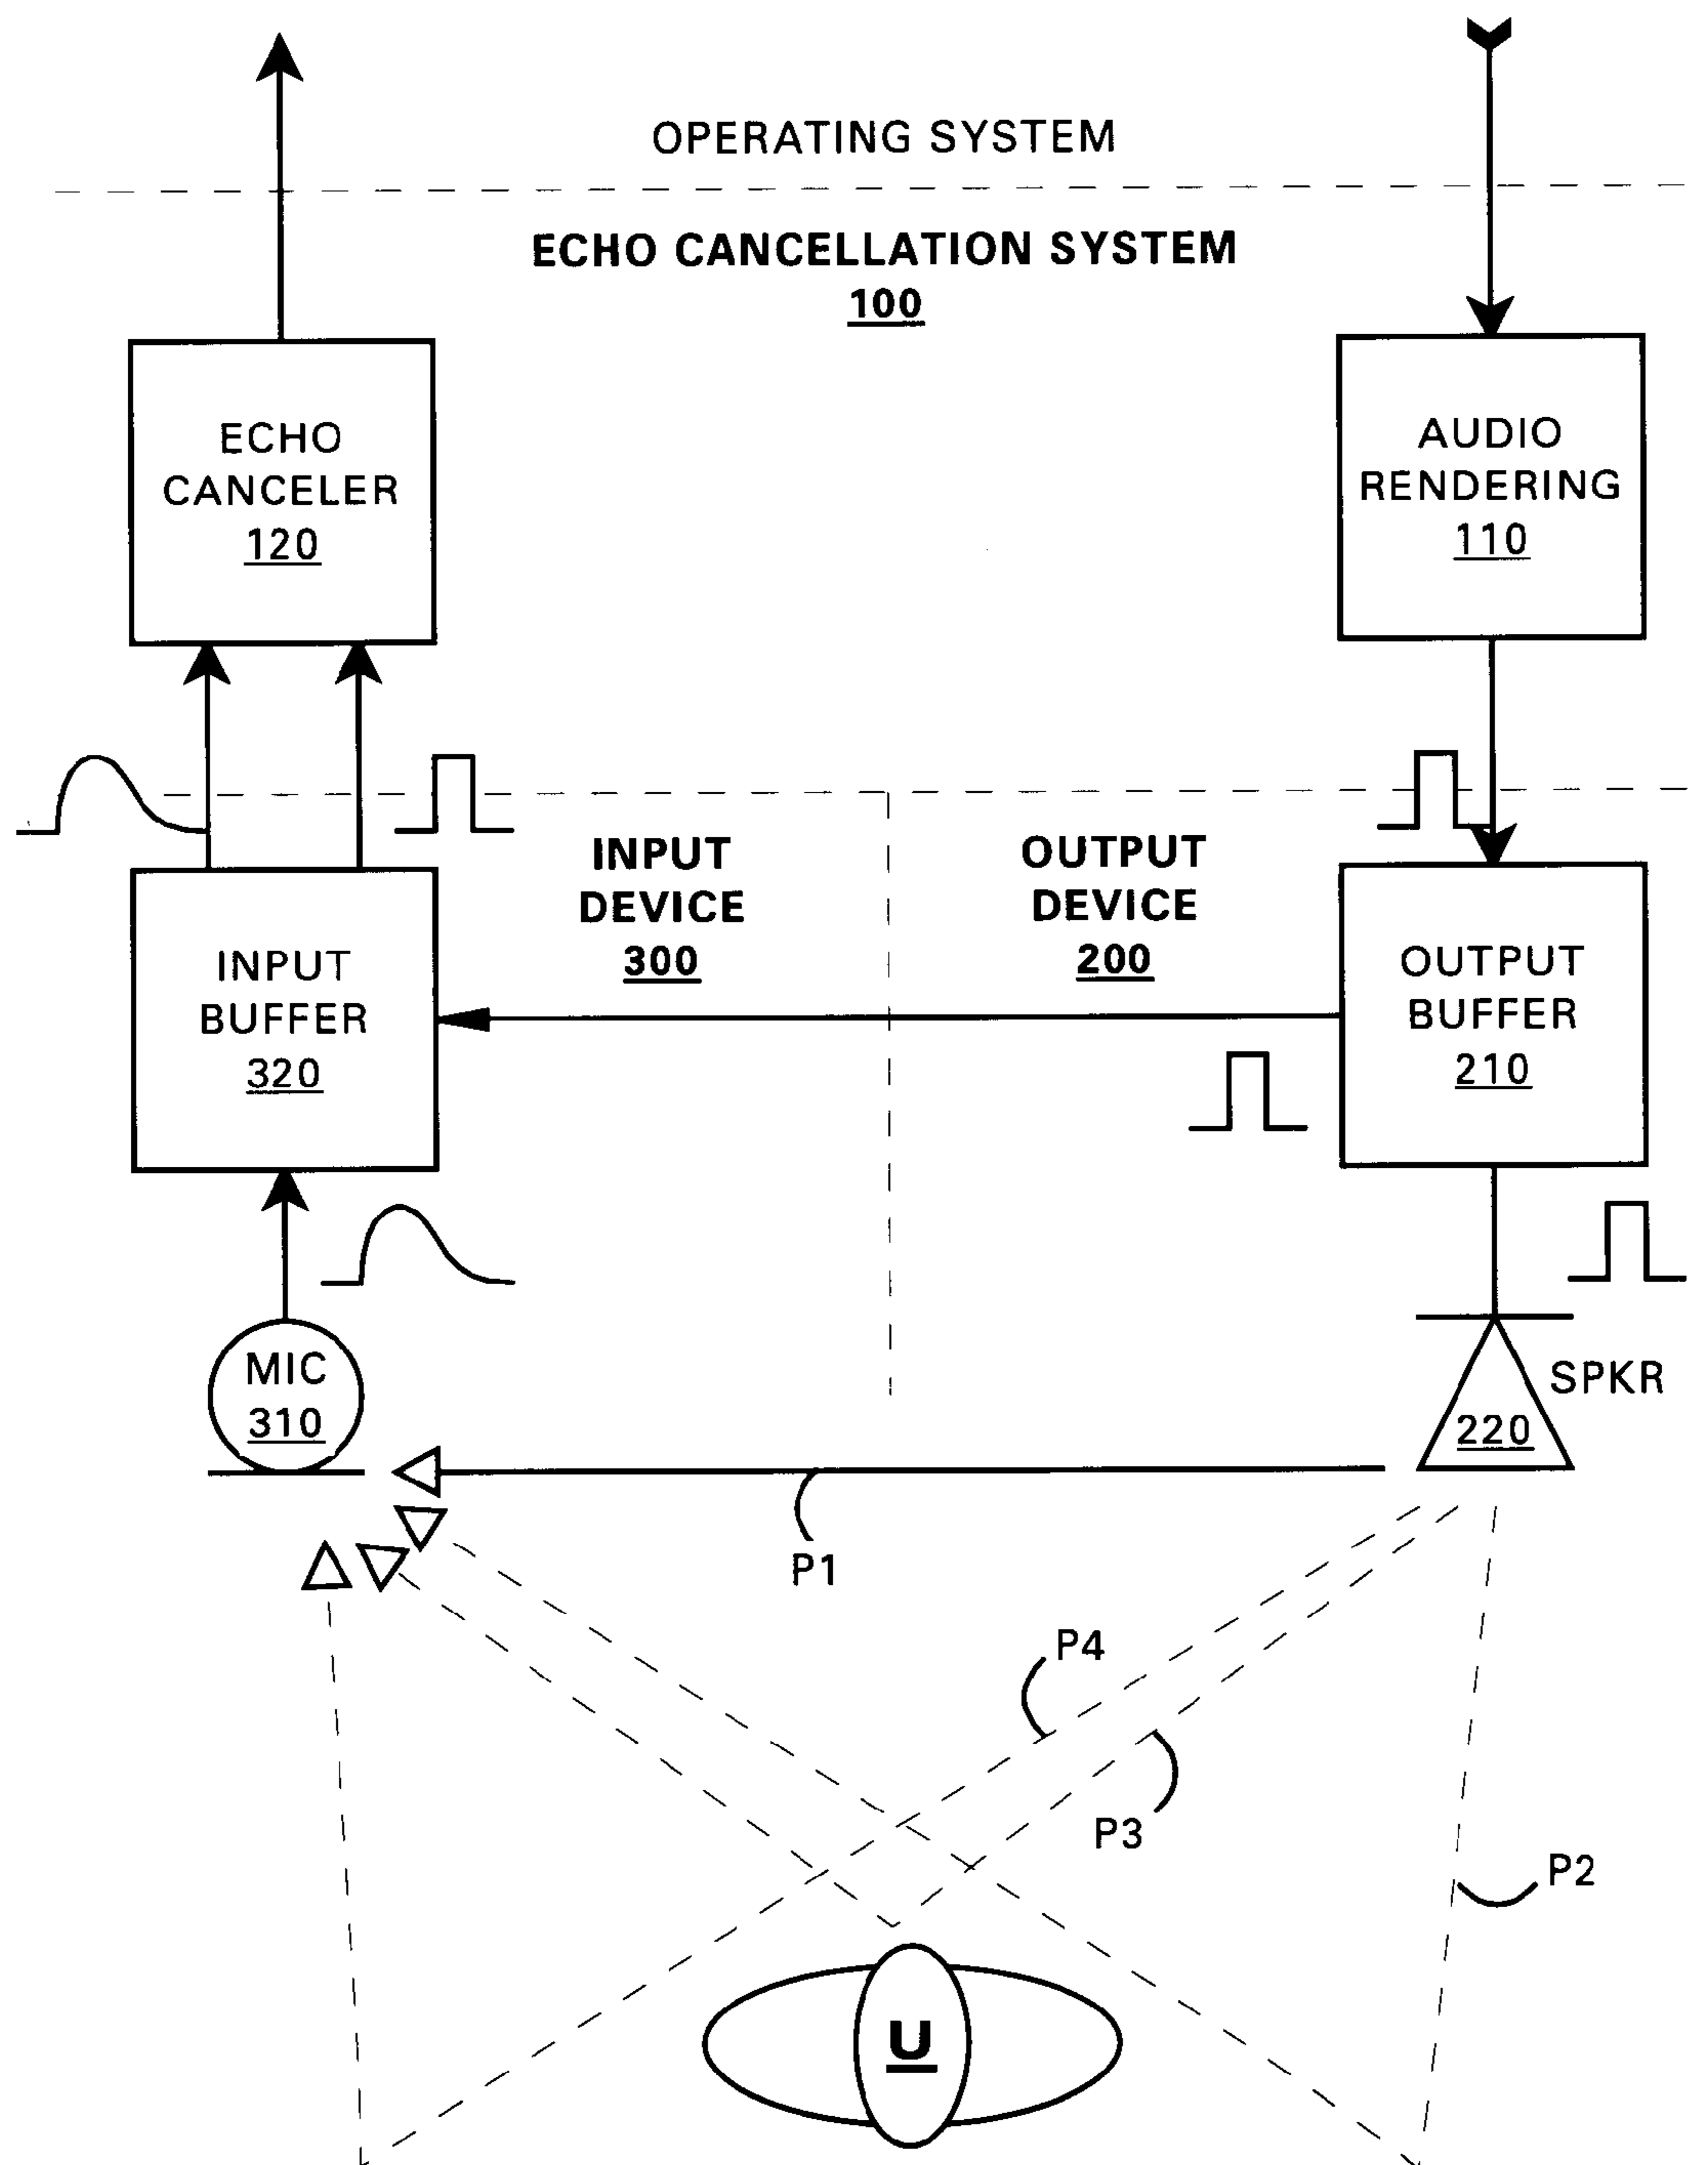 OPERATING SYSTEM
ECHO CANCELLATION SYSTEM
100
ECHO
CANCELER
120
AUDIO
RENDERING
110
INPUT
DEVICE
300
OUTPUT
DEVICE
200
INPUT
BUFFER
320
OUTPUT
BUFFER
210
MIC
310
SPKR
220
P1
P4
P3
P2
U